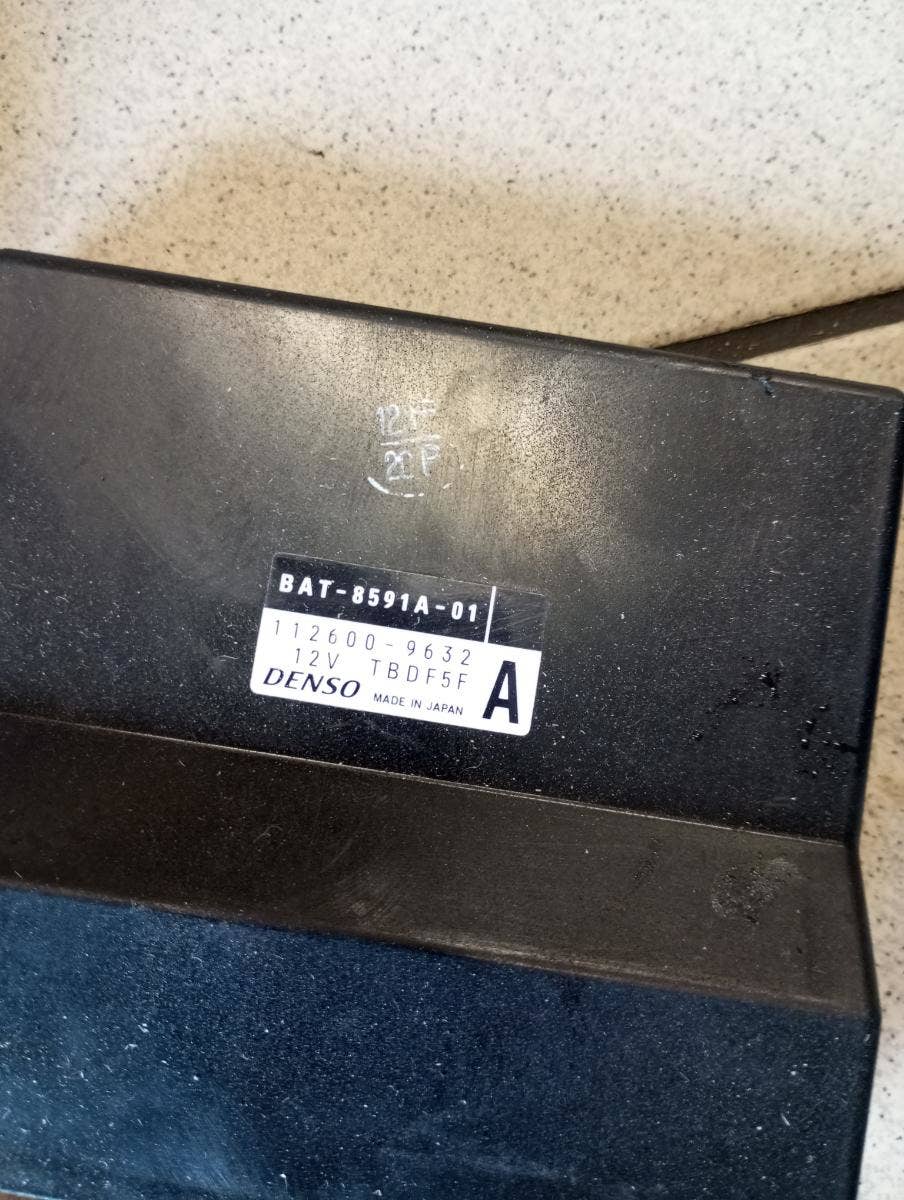 BAT-8591A-01
112600-9632
12V TBDF5F
A
DENSO MADE IN JAPAN